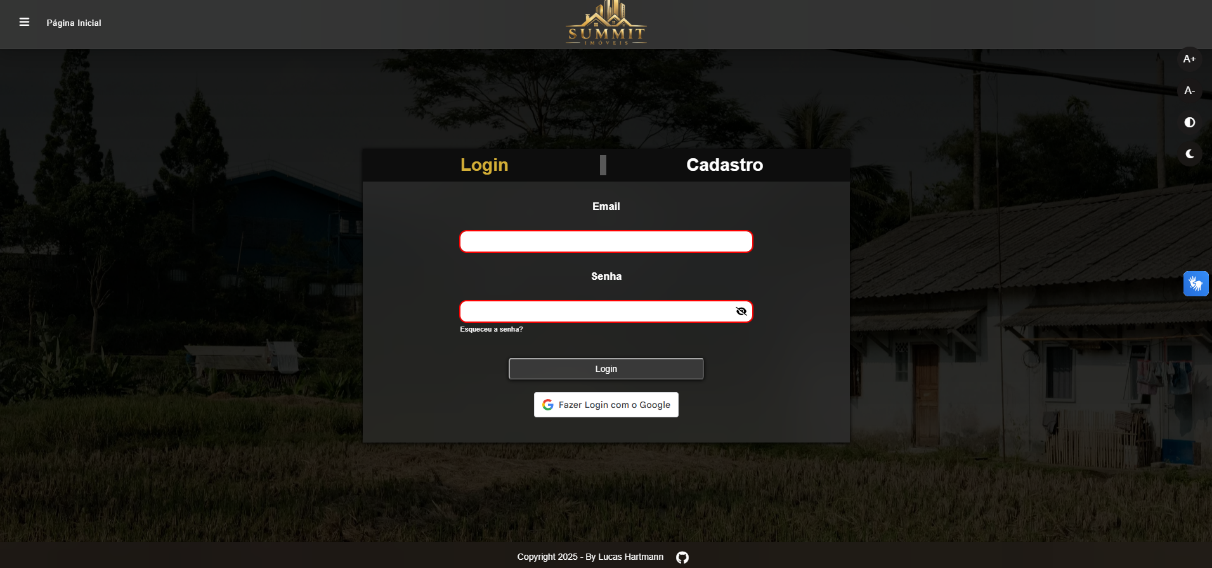 Página Inicial
SUMMIT
IMÓVEIS
A+
A-
Login
Cadastro
Email
Senha
Esqueceu a senha?
Login
Fazer Login com o Google
Copyright 2025 - By Lucas Hartmann